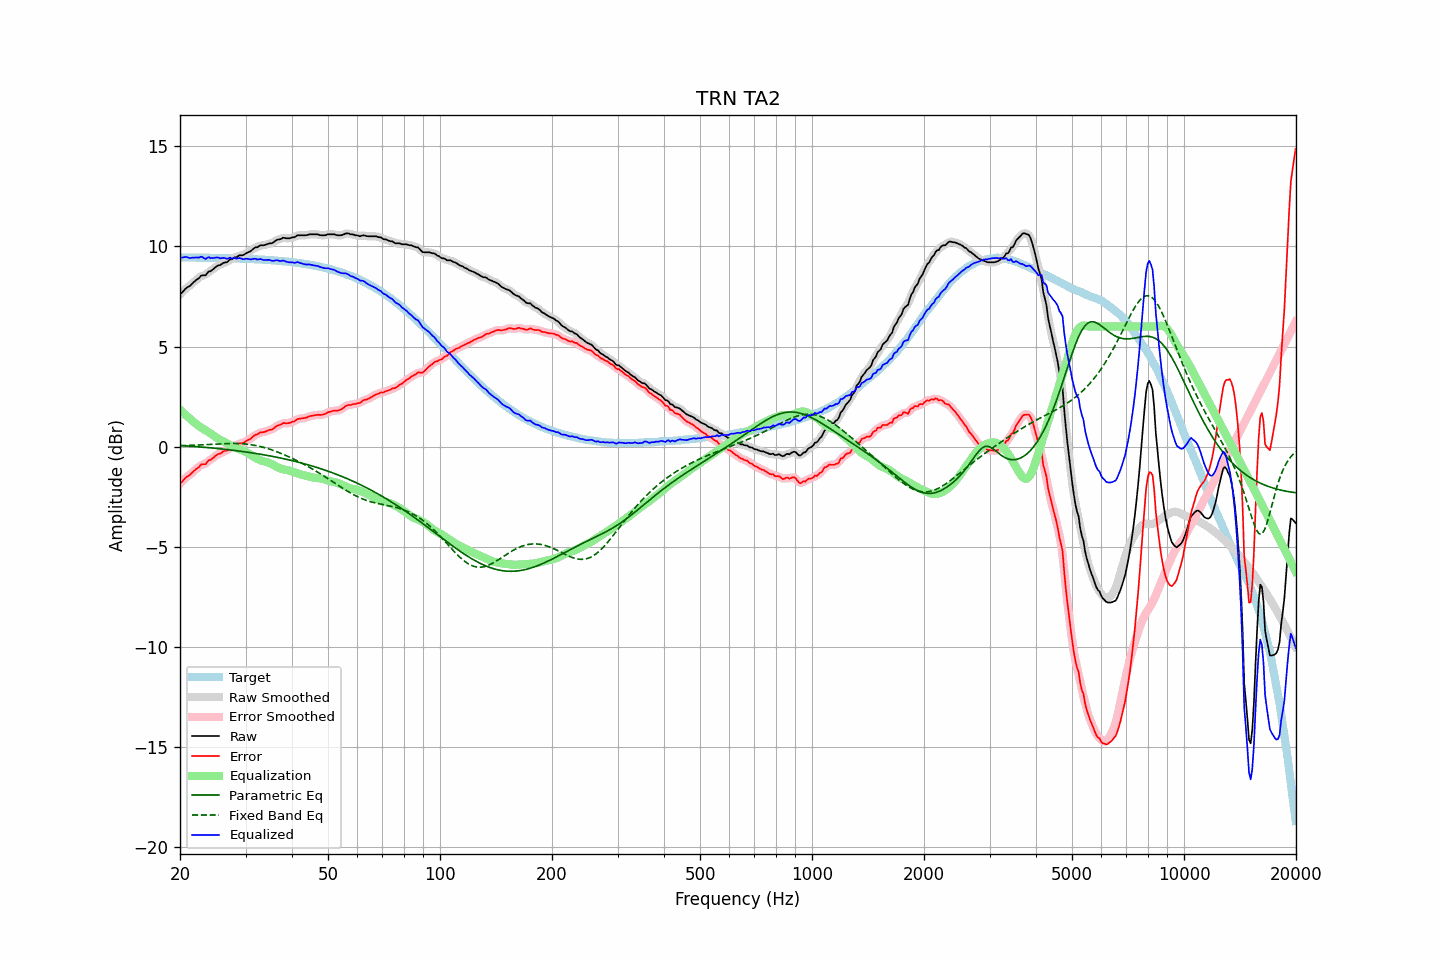 TRN TA2
Amplitude (dBr)
15
10
5
0
−5
−10
−15
−20
Target
Raw Smoothed
Error Smoothed
Raw
Error
Equalization
Parametric Eq
Fixed Band Eq
Equalized
20 50 100 200 500 1000 2000 5000 10000 20000
Frequency (Hz)